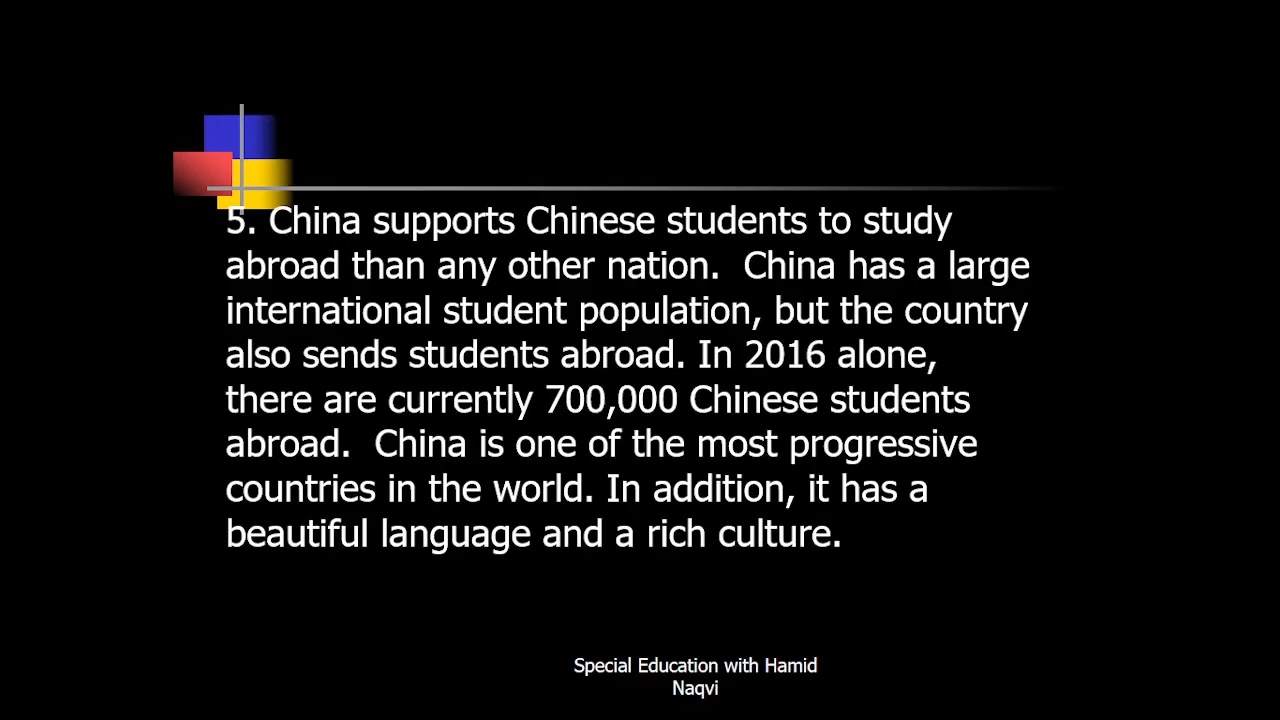 5. China supports Chinese students to study
abroad than any other nation.  China has a large
international student population, but the country
also sends students abroad. In 2016 alone,
there are currently 700,000 Chinese students
abroad.  China is one of the most progressive
countries in the world. In addition, it has a
beautiful language and a rich culture.
Special Education with Hamid
Naqvi